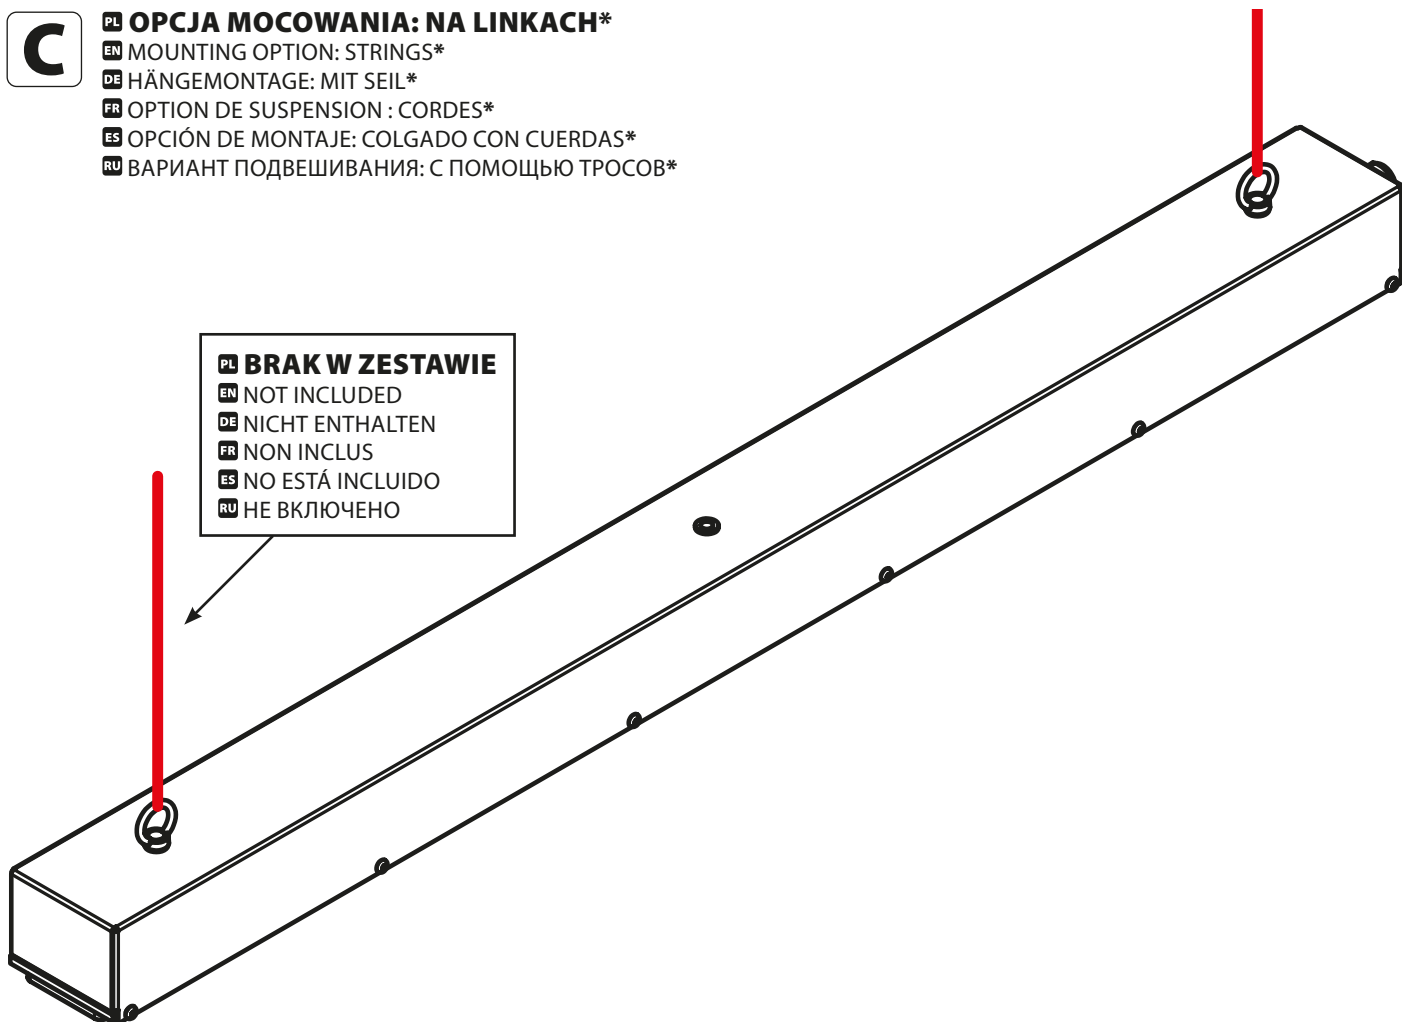 C
PL OPCJA MOCOWANIA: NA LINKACH*
EN MOUNTING OPTION: STRINGS*
DE HÄNGEMONTAGE: MIT SEIL*
FR OPTION DE SUSPENSION : CORDES*
ES OPCIÓN DE MONTAJE: COLGADO CON CUERDAS*
RU ВАРИАНТ ПОДВЕШИВАНИЯ: С ПОМОЩЬЮ ТРОСОВ*
PL BRAK W ZESTAWIE
EN NOT INCLUDED
DE NICHT ENTHALTEN
FR NON INCLUS
ES NO ESTÁ INCLUIDO
RU НЕ ВКЛЮЧЕНО